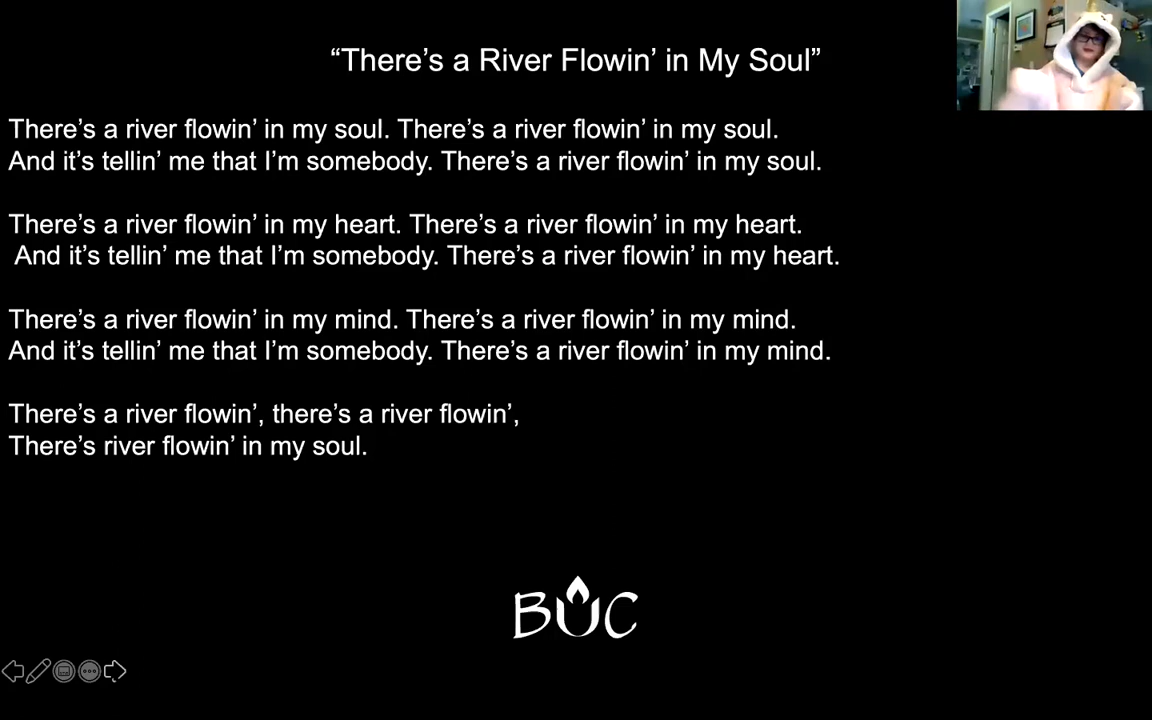 “There’s a River Flowin’ in My Soul”
There’s a river flowin’ in my soul. There’s a river flowin’ in my soul.
And it’s tellin’ me that I’m somebody. There’s a river flowin’ in my soul.
There’s a river flowin’ in my heart. There’s a river flowin’ in my heart.
And it’s tellin’ me that I’m somebody. There’s a river flowin’ in my heart.
There’s a river flowin’ in my mind. There’s a river flowin’ in my mind.
And it’s tellin’ me that I’m somebody. There’s a river flowin’ in my mind.
There’s a river flowin’, there’s a river flowin’,
There’s river flowin’ in my soul.
BUC